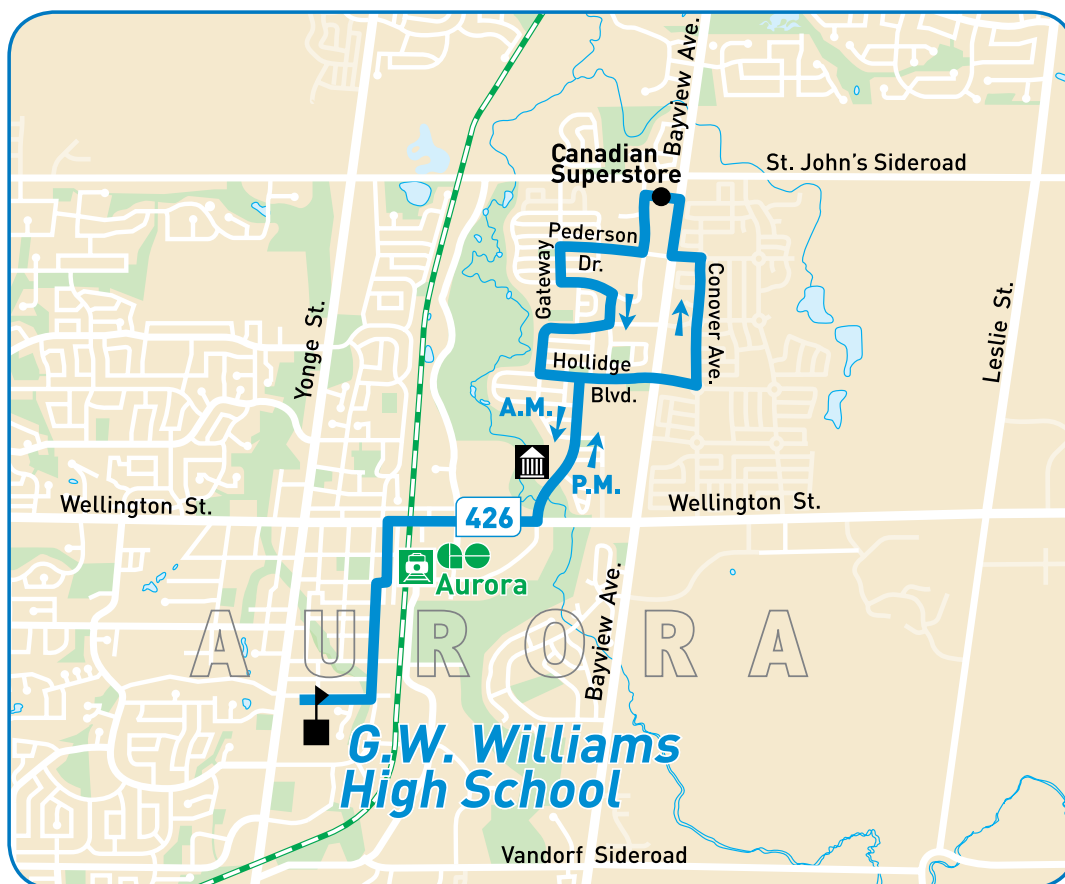 Bayview Ave.
Canadian
Superstore
St. John's Sideroad
Pederson
Dr.
Gateway
Conover Ave.
Leslie St.
Yonge St.
Hollidge
Blvd.
A.M.
P.M.
Wellington St.
426
Wellington St.
GO
Aurora
Bayview Ave.
AURORA
G.W. Williams
High School
Vandorf Sideroad